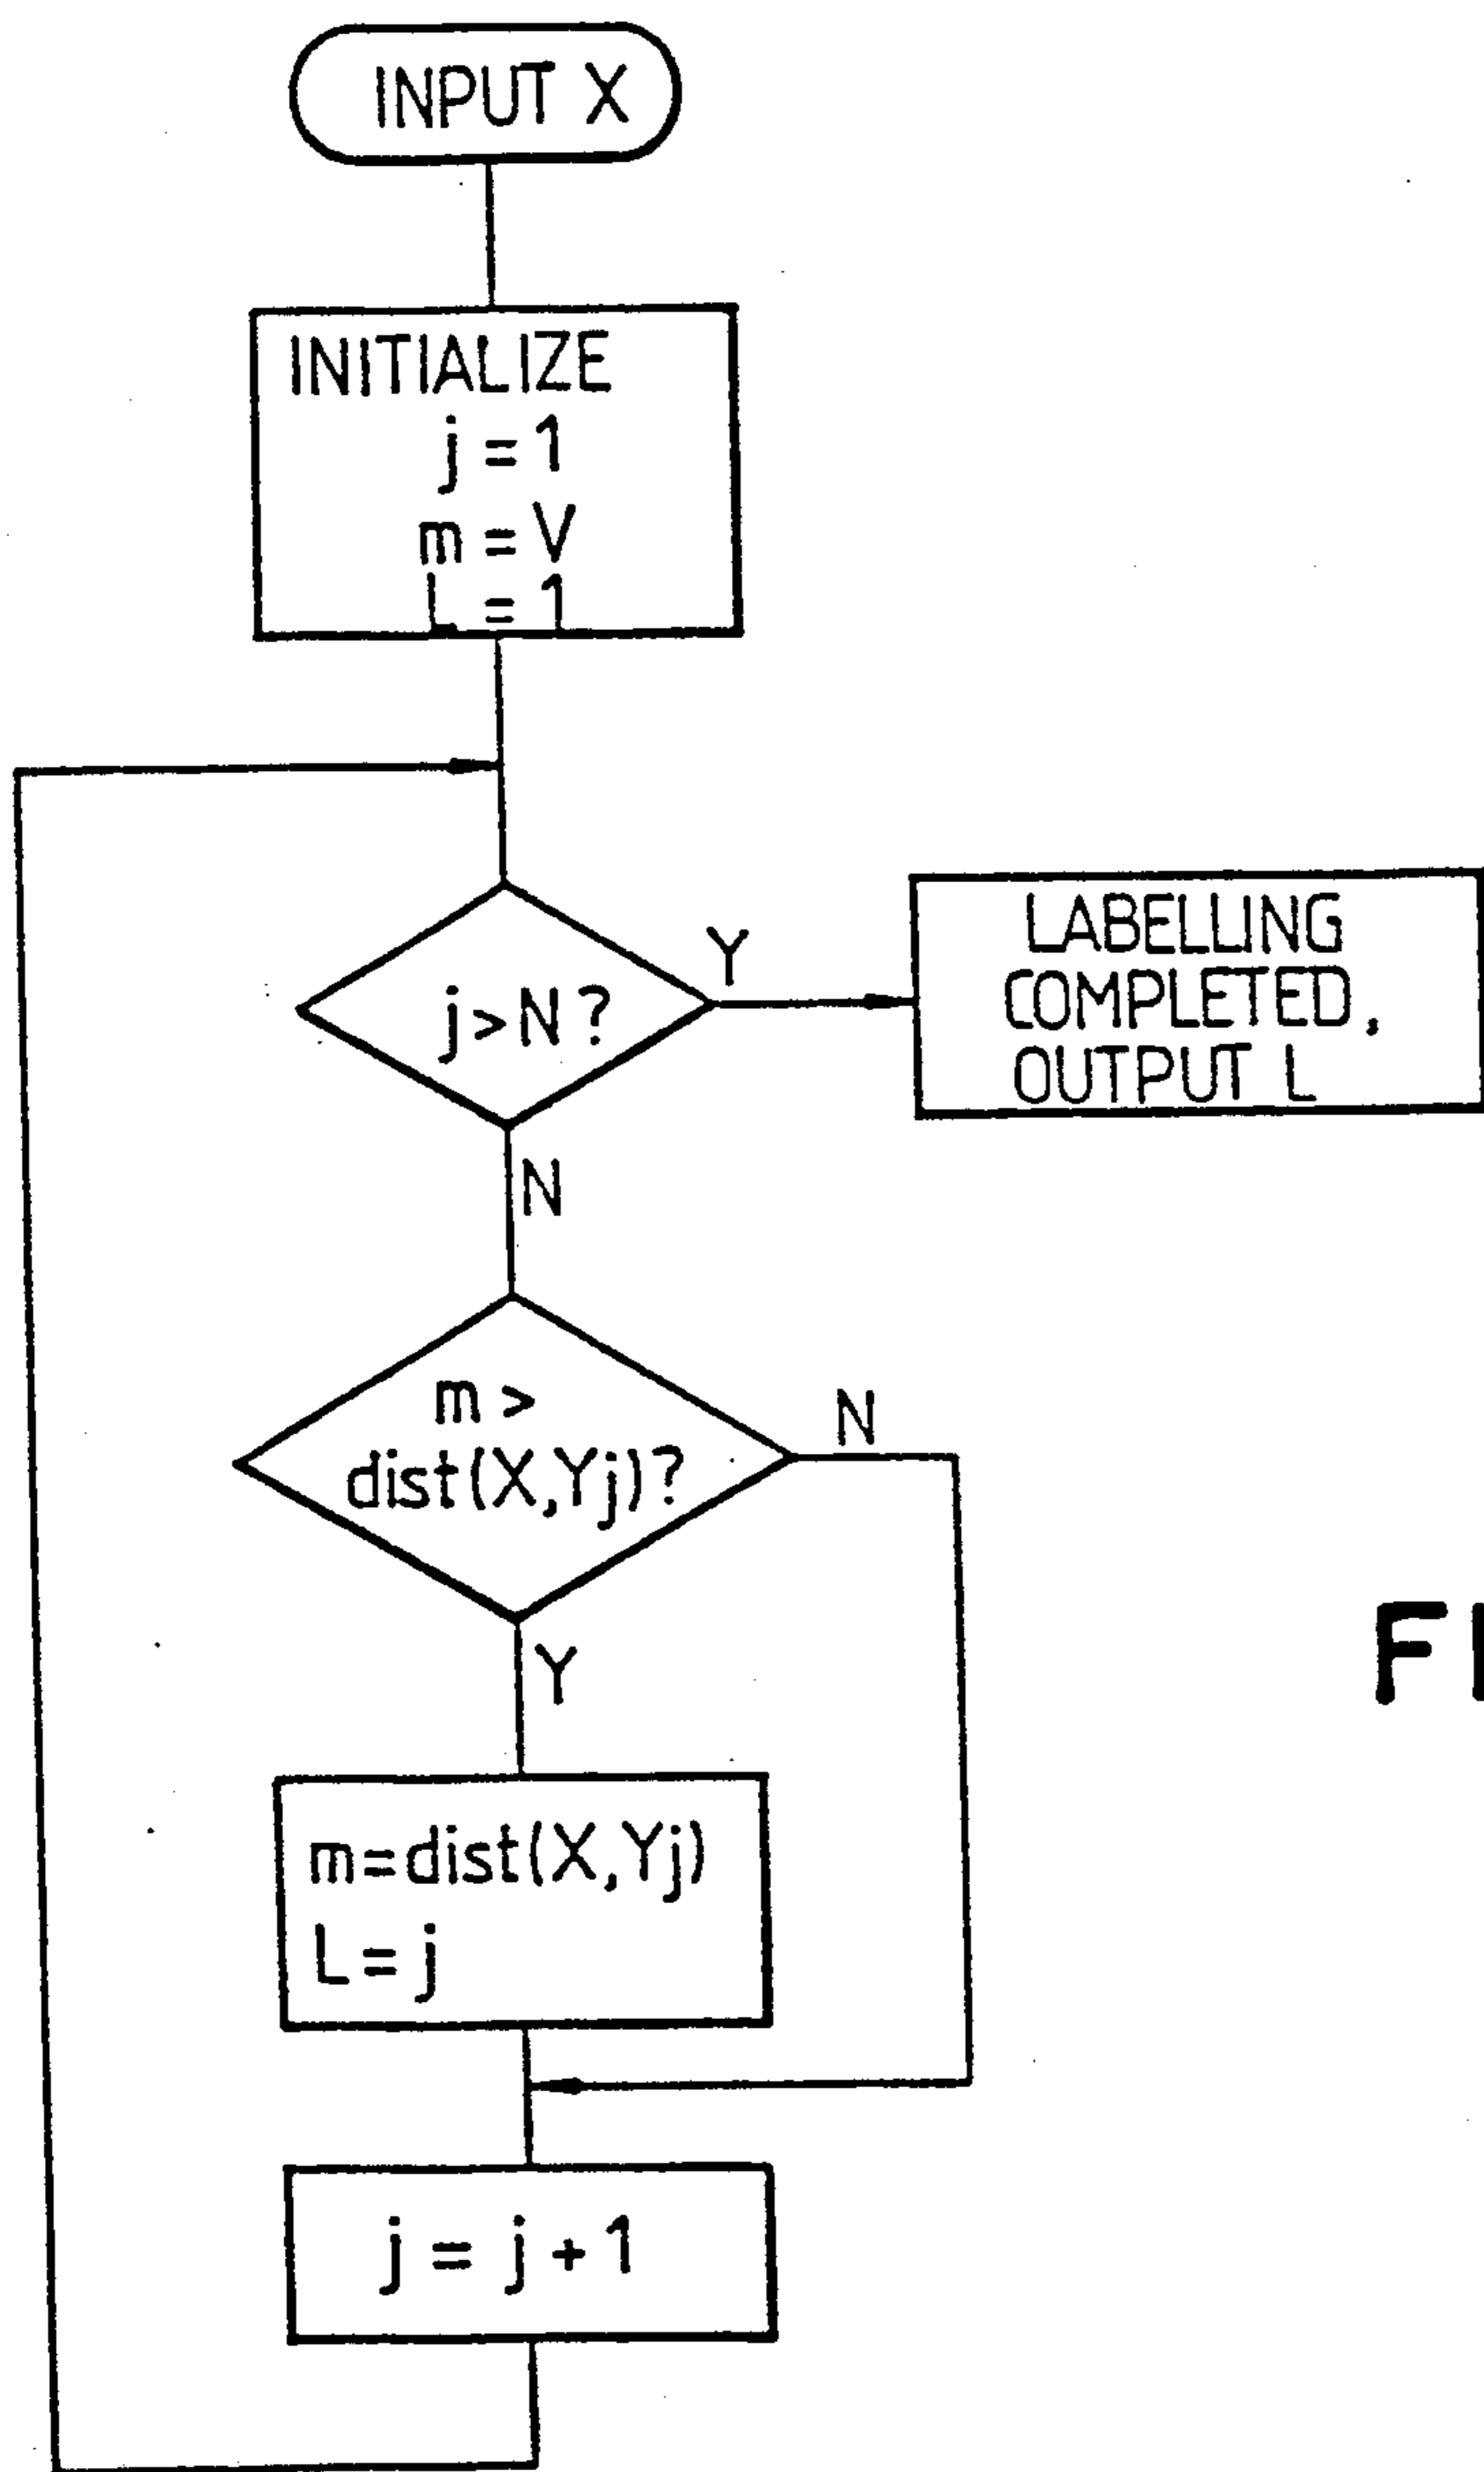 INPUT X
INITIALIZE
j = 1
m = V
L = 1
j>N?
Y
LABELLING
COMPLETED,
OUTPUT L
N
m >
dist(X,Yj)?
N
Y
m=dist(X,Yj)
L=j
j = j+1